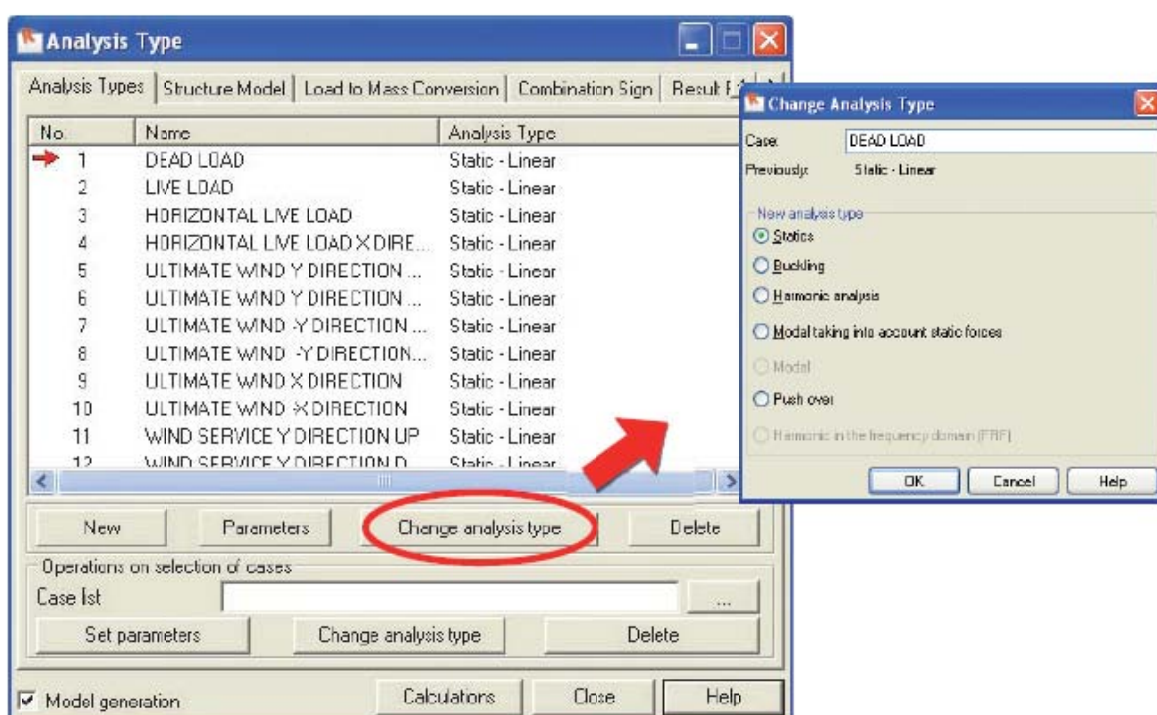 Analysis Type
Analysis Types Structure Model Load to Mass Conversion Combination Sign Result F
No. Name Analysis Type
1 DEAD LOAD Static - Linear
2 LIVE LOAD Static - Linear
3 HORIZONTAL LIVE LOAD Static - Linear
4 HORIZONTAL LIVE LOAD X DIRE... Static - Linear
5 ULTIMATE WIND Y DIRECTION ... Static - Linear
6 ULTIMATE WIND Y DIRECTION ... Static - Linear
7 ULTIMATE WIND -Y DIRECTION ... Static - Linear
8 ULTIMATE WIND -Y DIRECTION... Static - Linear
9 ULTIMATE WIND X DIRECTION Static - Linear
10 ULTIMATE WIND -X DIRECTION Static - Linear
11 WIND SERVICE Y DIRECTION UP Static - Linear
12 WIND SERVICE Y DIRECTION D Static - Linear
New Parameters Change analysis type Delete
Operations on selection of cases
Case list ...
Set parameters Change analysis type Delete
Model generation Calculations Close Help
Change Analysis Type
Case: DEAD LOAD
Previously: Static - Linear
New analysis type
Statics
Buckling
Harmonic analysis
Modal taking into account static forces
Modal
Push over
Harmonic in the frequency domain (FRF)
OK Cancel Help